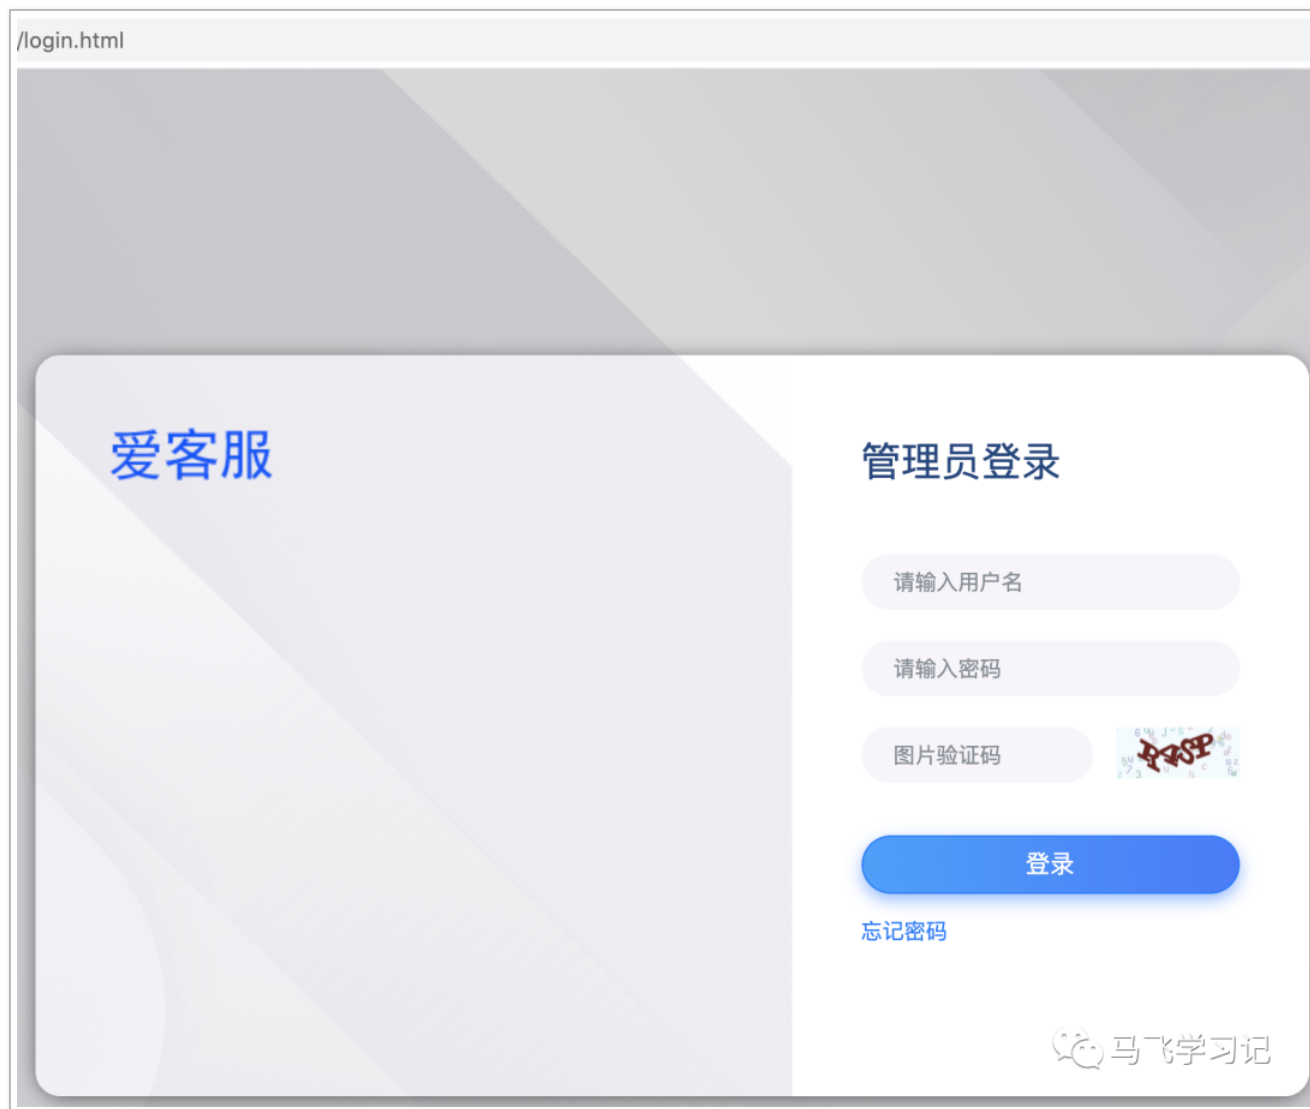 /login.html
爱客服
管理员登录
请输入用户名
请输入密码
图片验证码
登录
忘记密码
马飞学习记